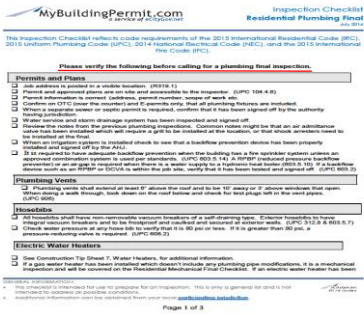 MyBuildingPermit.com
a service of eCityGov.net
Inspection Checklist
Residential Plumbing Final
July 2014
This Inspection Checklist reflects code requirements of the 2015 International Residential Code (IRC),
2015 Uniform Plumbing Code (UPC), 2014 National Electrical Code (NEC), and the 2015 International
Fire Code (IFC).
Please verify the following before calling for a plumbing final inspection.
Permits and Plans
Job address is posted in a visible location. (R319.1)
Permit and approved plans are on site and accessible to the inspector. (UPC 104.4.6)
Permit information is correct (address, permit number, scope of work etc.
Confirm on OTC (over the counter) and E-permits only, that all plumbing fixtures are included.
When a separate sewer or septic permit is required, confirm that it has been signed off by the authority
having jurisdiction.
Water service and storm drainage system has been inspected and signed off.
Review the notes from the previous plumbing inspections. Common notes might be that an air admittance
valve has been installed which will require a grill to be installed at the location, or that shock arresters need to
be installed at the final.
When an irrigation system is installed check to see that a backflow prevention device has been properly
installed and signed off by the AHJ.
It is required to have adequate backflow prevention when the building has a fire sprinkler system unless an
approved combination system is used per standards. (UPC 603.5.14) A RPBP (reduced pressure backflow
preventer) or an air gap is required when there is a water supply to a hydronic heat boiler (603.5.10). If a backflow
device such as an RPBP or DCVA is within the job site, verify that it has been tested and signed off. (UPC 603.2)
Plumbing Vents
Plumbing vents shall extend at least 6" above the roof and to be 10' away or 3' above windows that open.
When doing a walk through, look down on the roof below and check for test plugs left in the vent pipes.
(UPC 906)
Hosebibs
All hosebibs shall have non-removable vacuum breakers of a self-draining type. Exterior hosebibs to have
integral vacuum breakers and to be frostproof and caulked and secured at exterior walls. (UPC 312.6 & 603.5.7)
Check water pressure at any hose bib to verify that it is 80 psi or less. If it is greater than 80 psi, a
pressure-reducing valve is required. (UPC 608.2)
Electric Water Heaters
See Construction Tip Sheet 7, Water Heaters, for additional information.
If a gas water heater has been installed which doesn't include any plumbing pipe modifications, it is a mechanical
inspection and will be covered on the Residential Mechanical Final Checklist. If an electric water heater has been
GENERAL INFORMATION
This checklist is intended for use to prepare for an inspection. This is only a general list and is not
intended to address all possible conditions.
Additional information can be obtained from your local participating jurisdiction.
Page 1 of 3